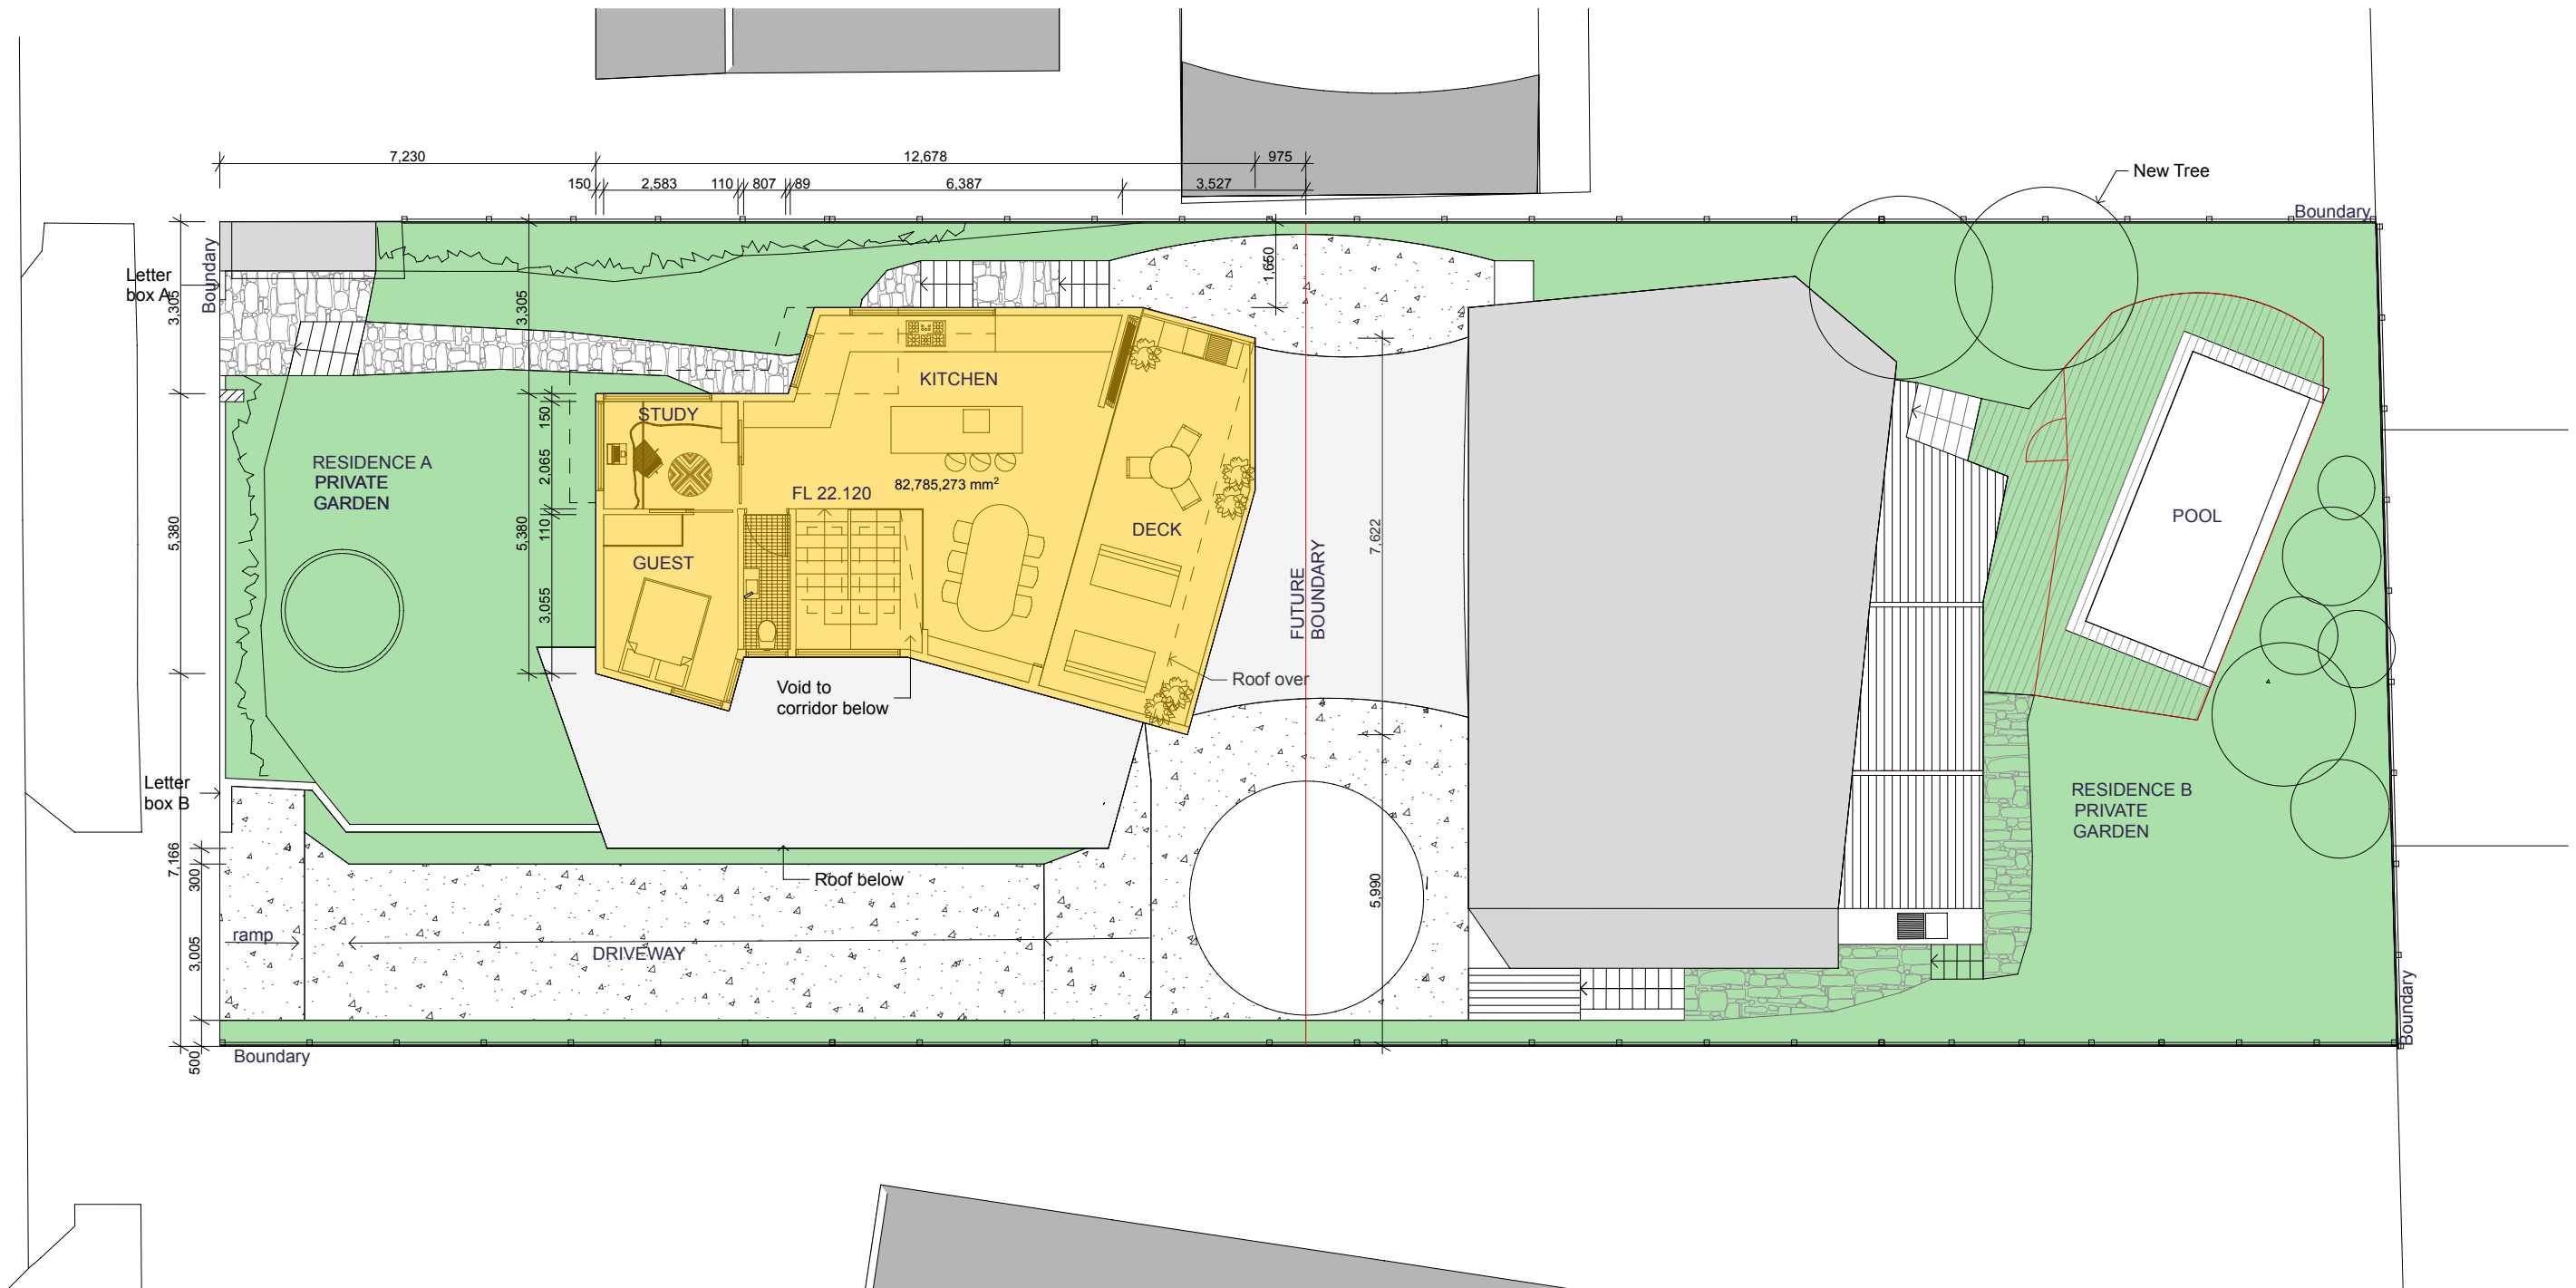 7,230
12,678
975
150
2,583
110
807
89
6,387
3,527
New Tree
Boundary
Boundary
Letter
box A
3,305
3,305
1,650
KITCHEN
STUDY
150
RESIDENCE A
PRIVATE
GARDEN
2,065
FL 22.120
82,785,273 mm²
DECK
POOL
5,380
5,380
110
7,622
GUEST
FUTURE
BOUNDARY
3,055
Void to
corridor below
Roof over
Letter
box B
RESIDENCE B
PRIVATE
GARDEN
7,166
300
Roof below
5,990
ramp
3,005
DRIVEWAY
Boundary
500
Boundary